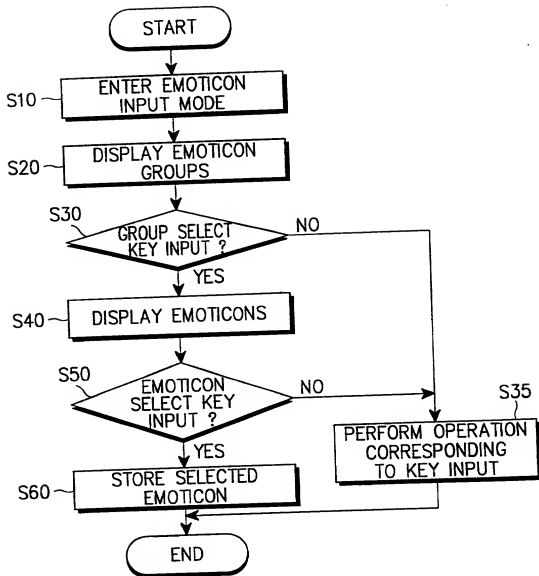 START
S10
ENTER EMOTICON
INPUT MODE
S20
DISPLAY EMOTICON
GROUPS
S30
GROUP SELECT
KEY INPUT ?
NO
YES
S40
DISPLAY EMOTICONS
S50
EMOTICON
SELECT KEY
INPUT ?
NO
YES
S35
PERFORM OPERATION
CORRESPONDING
TO KEY INPUT
S60
STORE SELECTED
EMOTICON
END